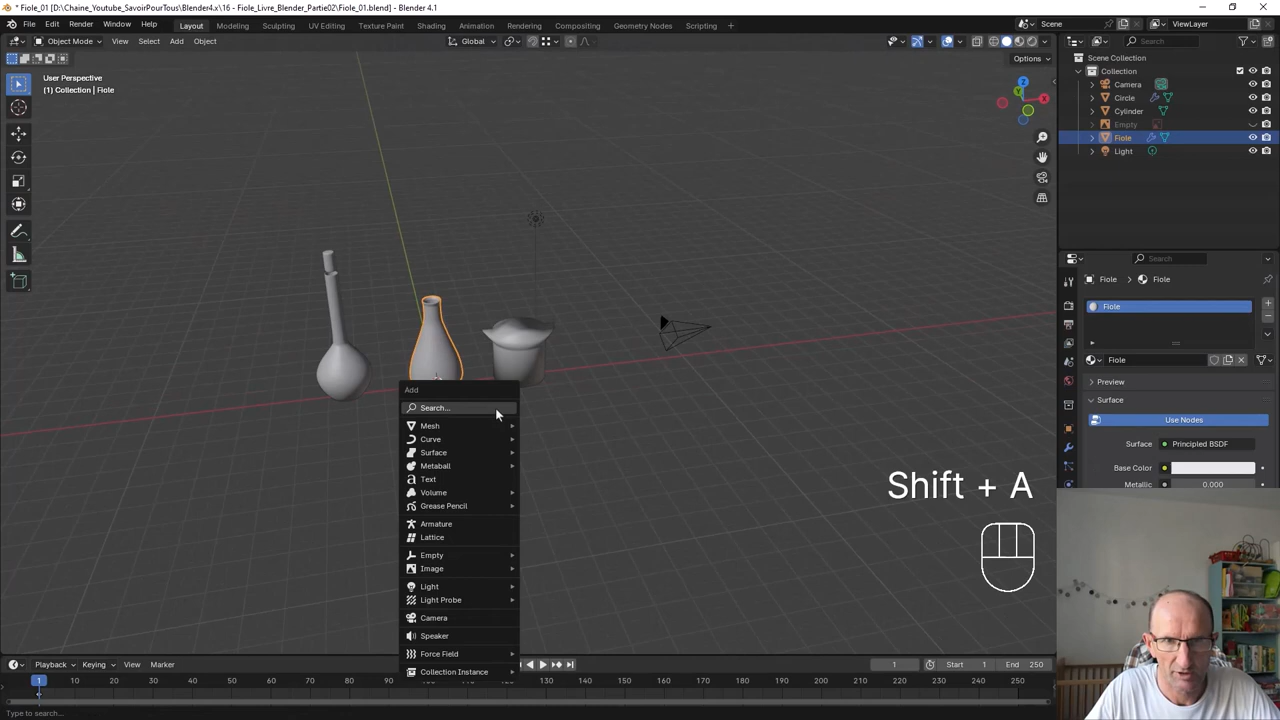 * Fiole_01 [D:\Chaine_Youtube_SavoirPourTous\Blender4.x\16 - Fiole_Livre_Blender_Partie02\Fiole_01.blend] - Blender 4.1
File Edit Render Window Help Layout Modeling Sculpting UV Editing Texture Paint Shading Animation Rendering Compositing Geometry Nodes Scripting + Scene ViewLayer
Object Mode View Select Add Object Global Search
Options
User Perspective
(1) Collection | Fiole
Z
Y
X
Scene Collection
Collection
Camera
Circle
Cylinder
Empty
Fiole
Light
Search
Fiole Fiole
Fiole
Fiole
Preview
Surface
Use Nodes
Surface Principled BSDF
Base Color
Metallic 0.000
Add
Search...
Mesh
Curve
Surface
Metaball
Text
Volume
Grease Pencil
Armature
Lattice
Empty
Image
Light
Light Probe
Camera
Speaker
Force Field
Collection Instance
Shift + A
Playback Keying View Marker 1 Start 1 End 250
1 10 20 30 40 50 60 70 80 90 100 110 120 130 140 150 160 170 180 190 200 210 220 230 240 250
Type to search...